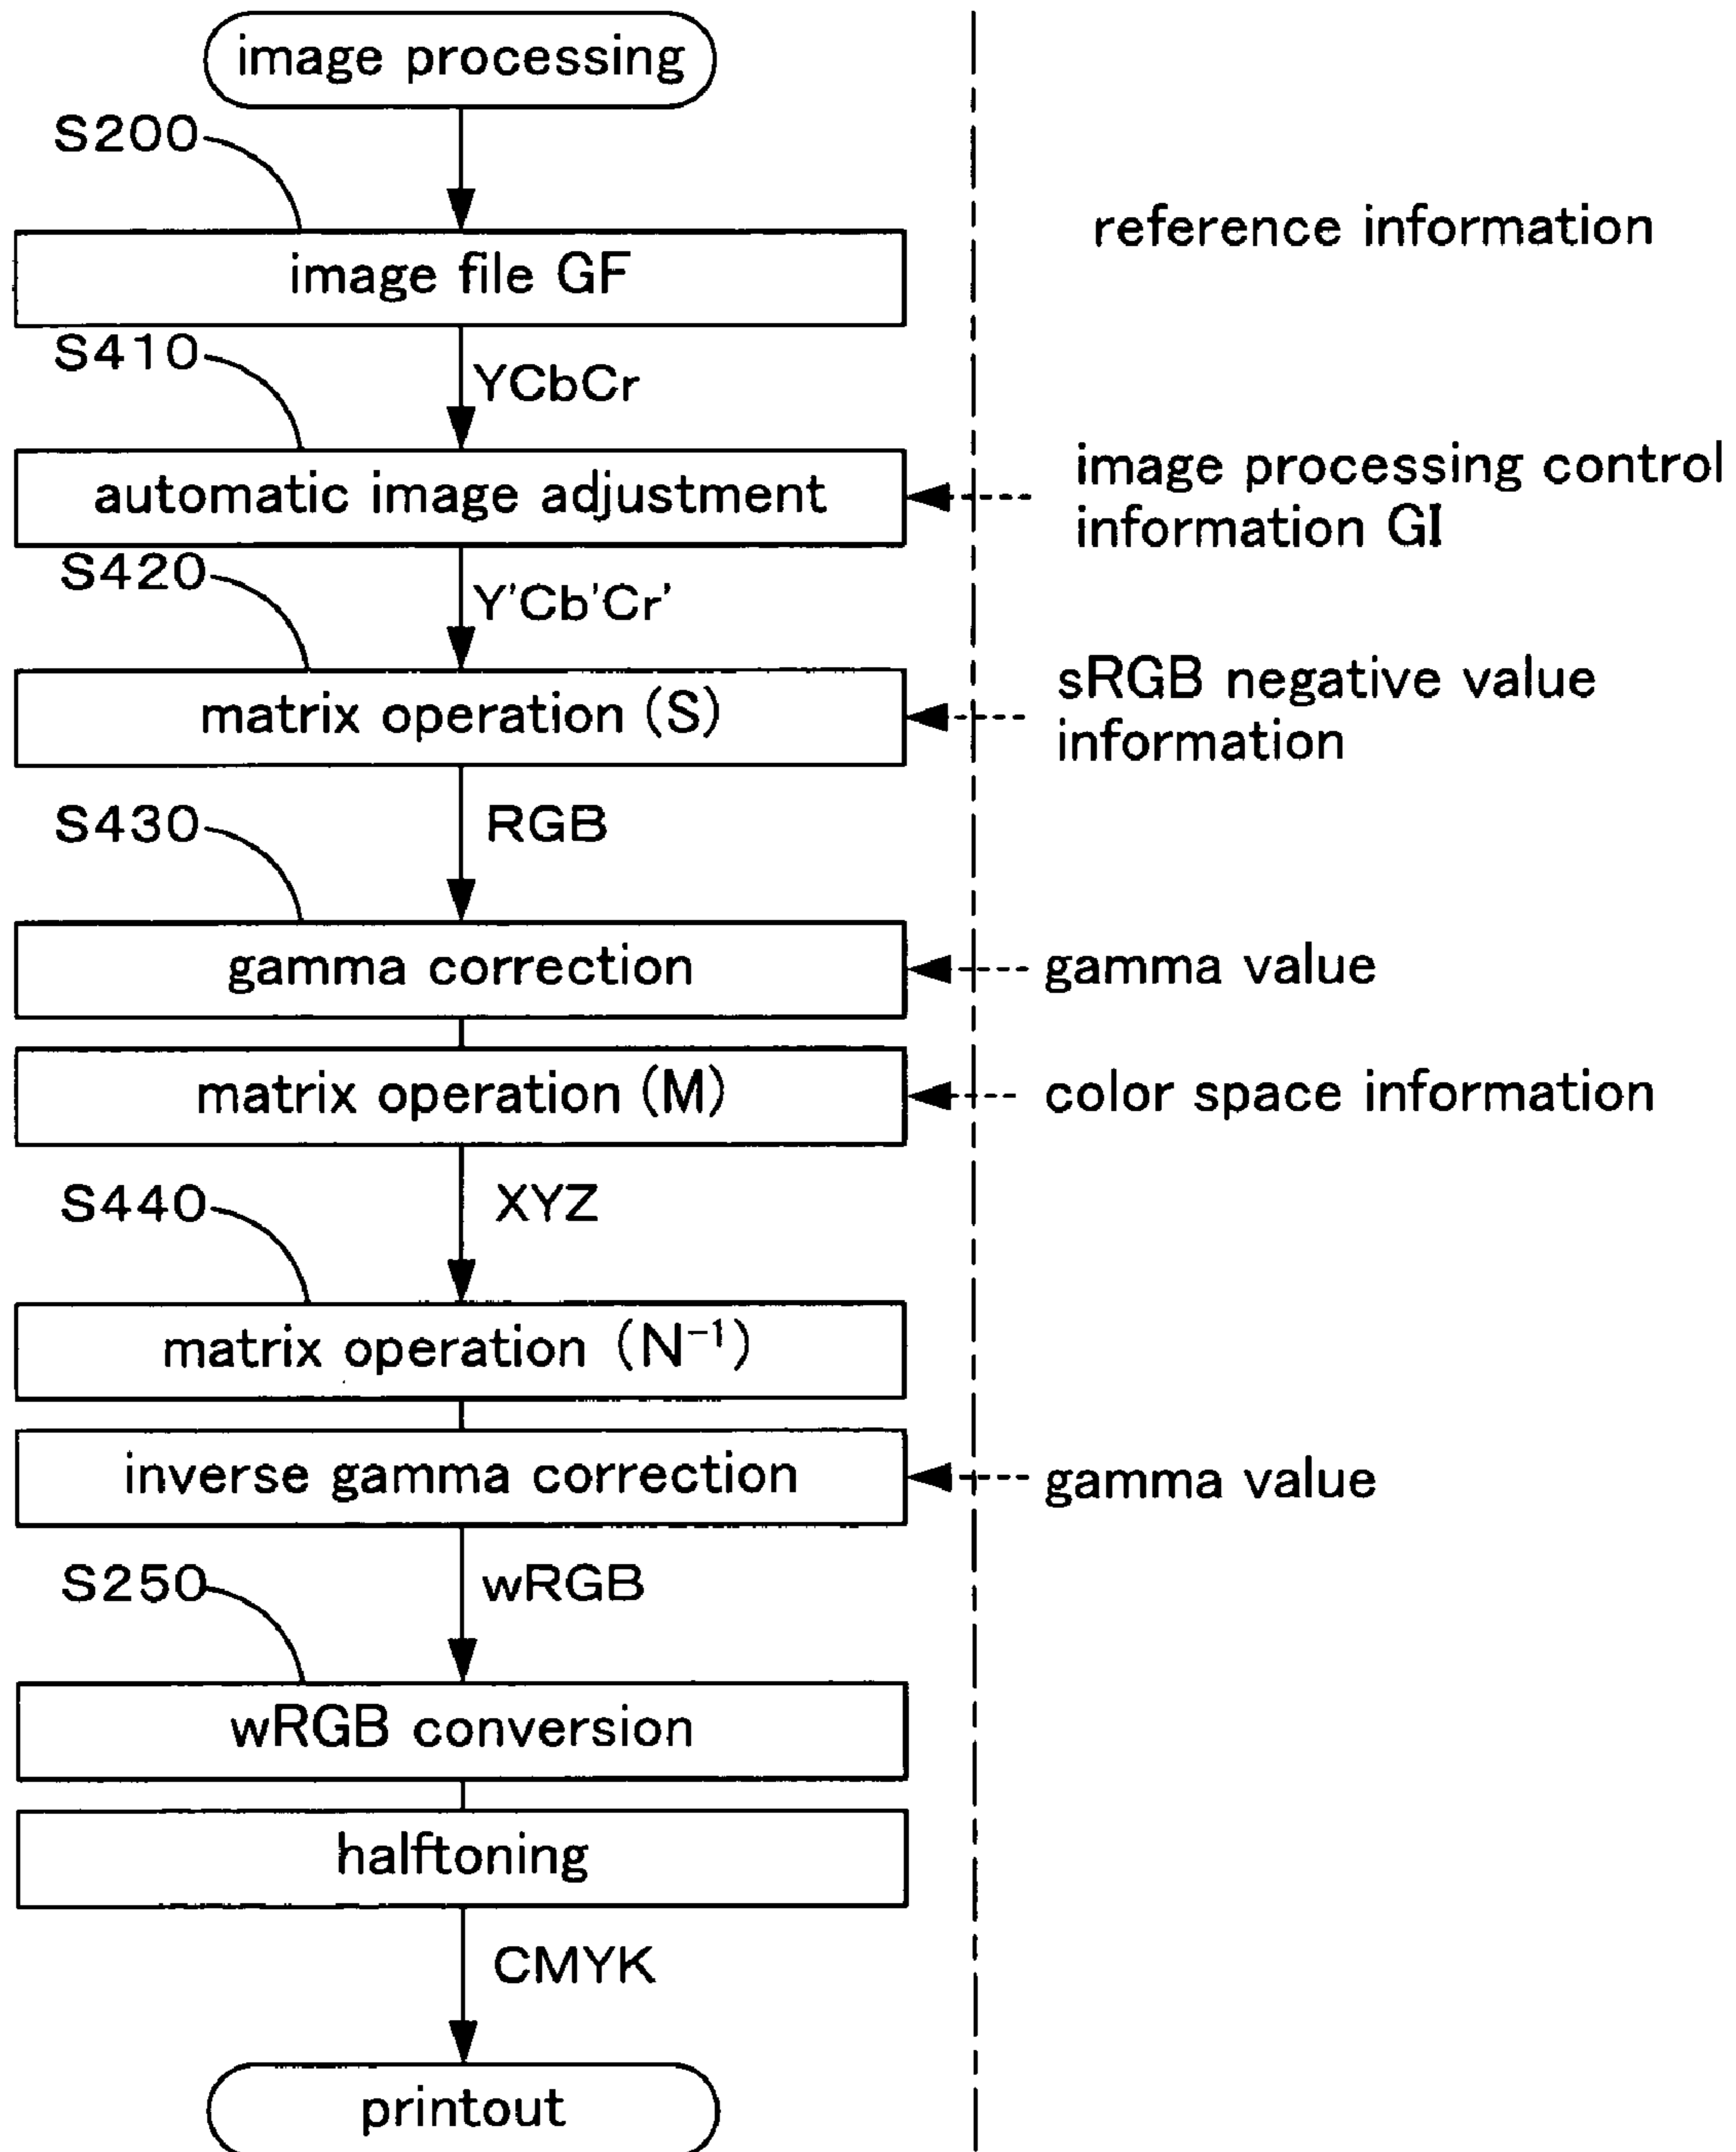 image processing
S200
reference information
image file GF
S410
YCbCr
image processing control
information GI
automatic image adjustment
S420
Y'Cb'Cr'
sRGB negative value
information
matrix operation (S)
S430
RGB
gamma correction
gamma value
matrix operation (M)
color space information
S440
XYZ
matrix operation (N⁻¹)
inverse gamma correction
gamma value
S250
wRGB
wRGB conversion
halftoning
CMYK
printout